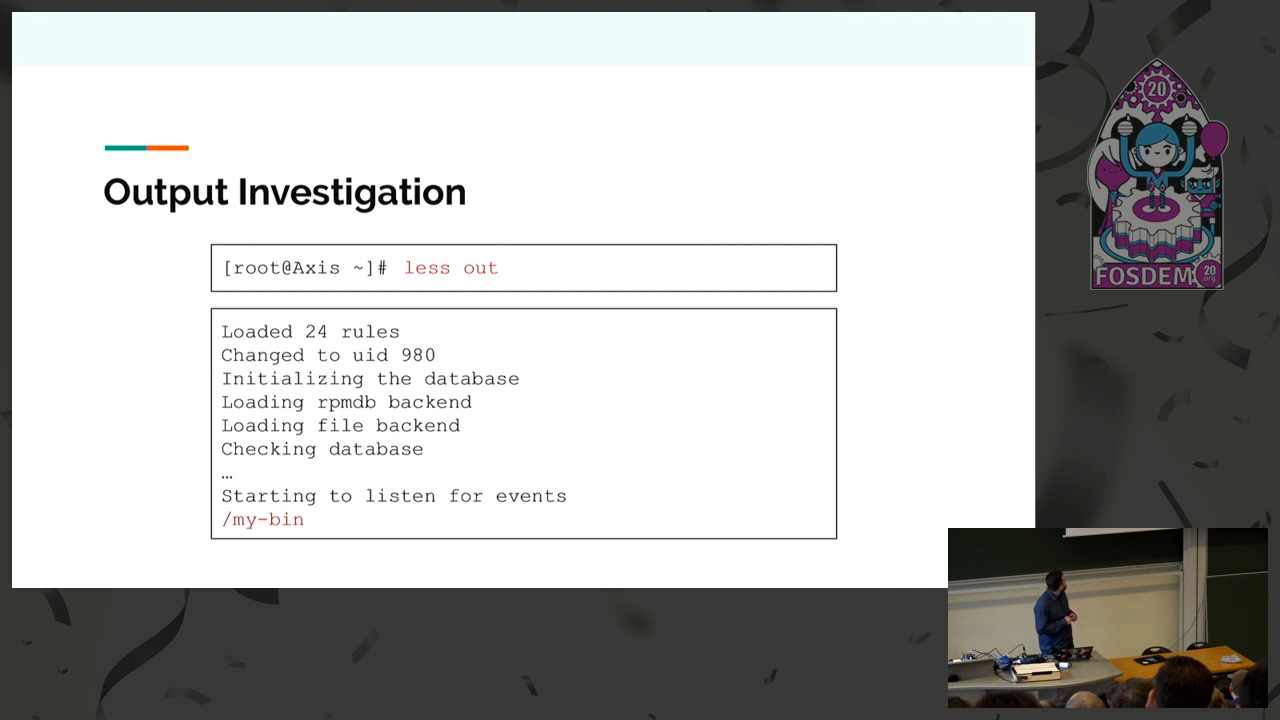 Output Investigation
[root@Axis ~]# less out
Loaded 24 rules
Changed to uid 980
Initializing the database
Loading rpmdb backend
Loading file backend
Checking database
…
Starting to listen for events
/my-bin
20
FOSDEM 20
.org